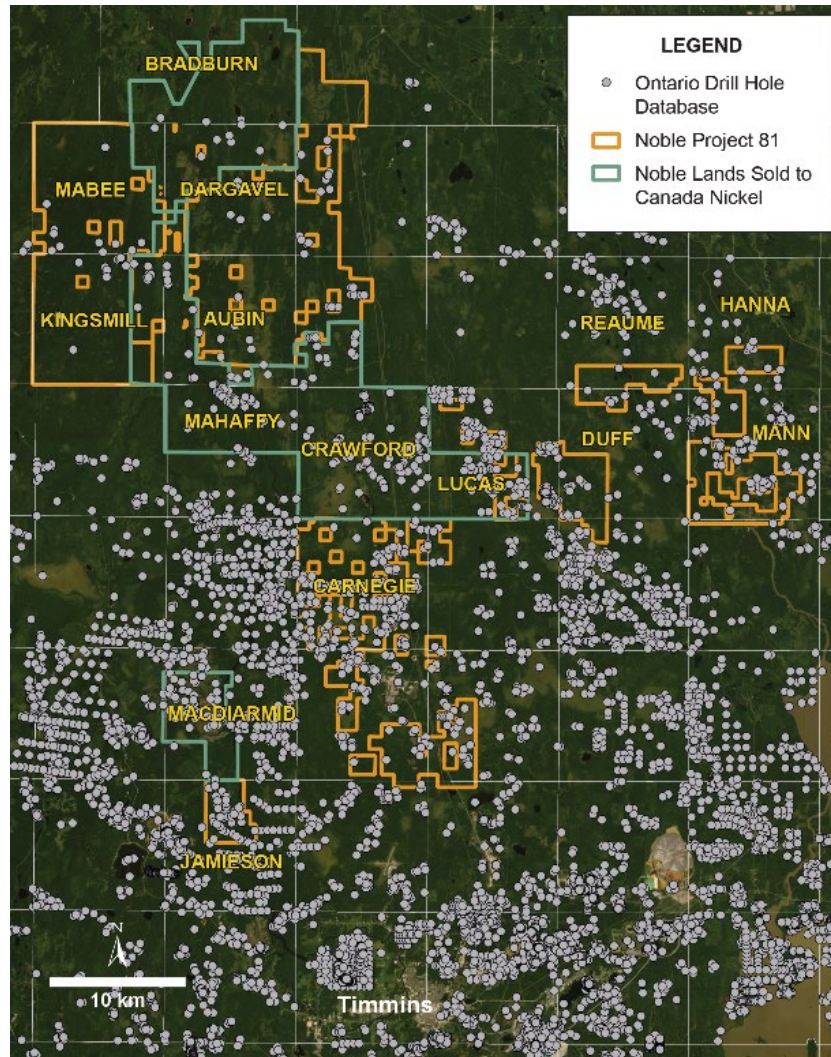 LEGEND
Ontario Drill Hole
Database
Noble Project 81
Noble Lands Sold to
Canada Nickel
BRADBURN
MABEE
DARGAVEL
KINGSMILL
AUBIN
REAUME
HANNA
MAHAFFY
CRAWFORD
DUFF
MANN
LUCAS
CARNEGIE
MACDIARMID
JAMIESON
N
10 km
Timmins